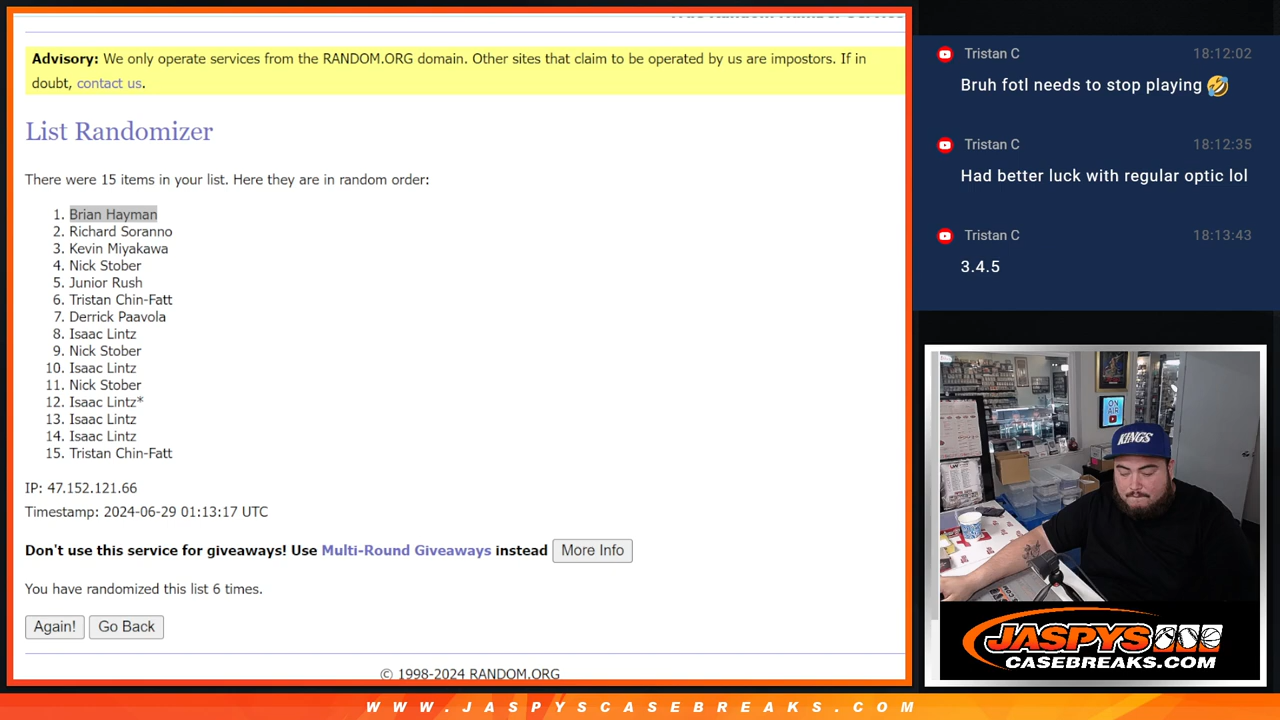 Advisory: We only operate services from the RANDOM.ORG domain. Other sites that claim to be operated by us are impostors. If in
doubt, contact us.
List Randomizer
There were 15 items in your list. Here they are in random order:
1. Brian Hayman
2. Richard Soranno
3. Kevin Miyakawa
4. Nick Stober
5. Junior Rush
6. Tristan Chin-Fatt
7. Derrick Paavola
8. Isaac Lintz
9. Nick Stober
10. Isaac Lintz
11. Nick Stober
12. Isaac Lintz*
13. Isaac Lintz
14. Isaac Lintz
15. Tristan Chin-Fatt
IP: 47.152.121.66
Timestamp: 2024-06-29 01:13:17 UTC
Don't use this service for giveaways! Use Multi-Round Giveaways instead More Info
You have randomized this list 6 times.
Again! Go Back
© 1998-2024 RANDOM.ORG
Tristan C 18:12:02
Bruh fotl needs to stop playing 🤣
Tristan C 18:12:35
Had better luck with regular optic lol
Tristan C 18:13:43
3.4.5
ON
AIR
KINGS
JASPYS
CASEBREAKS.COM
WWW.JASPYSCASEBREAKS.COM